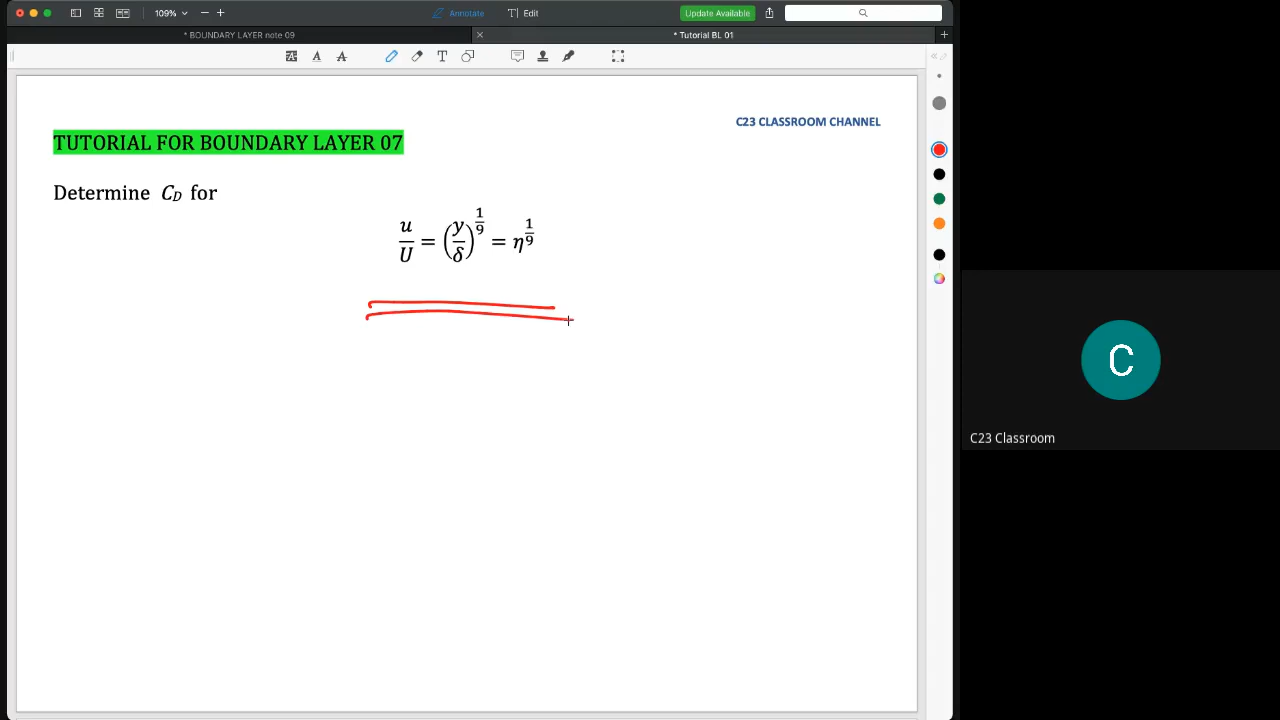 109%
Annotate
Edit
Update Available
* BOUNDARY LAYER note 09
* Tutorial BL 01
C23 CLASSROOM CHANNEL
TUTORIAL FOR BOUNDARY LAYER 07
Determine C_D for
u/U = (y/δ)^(1/9) = η^(1/9)
C
C23 Classroom